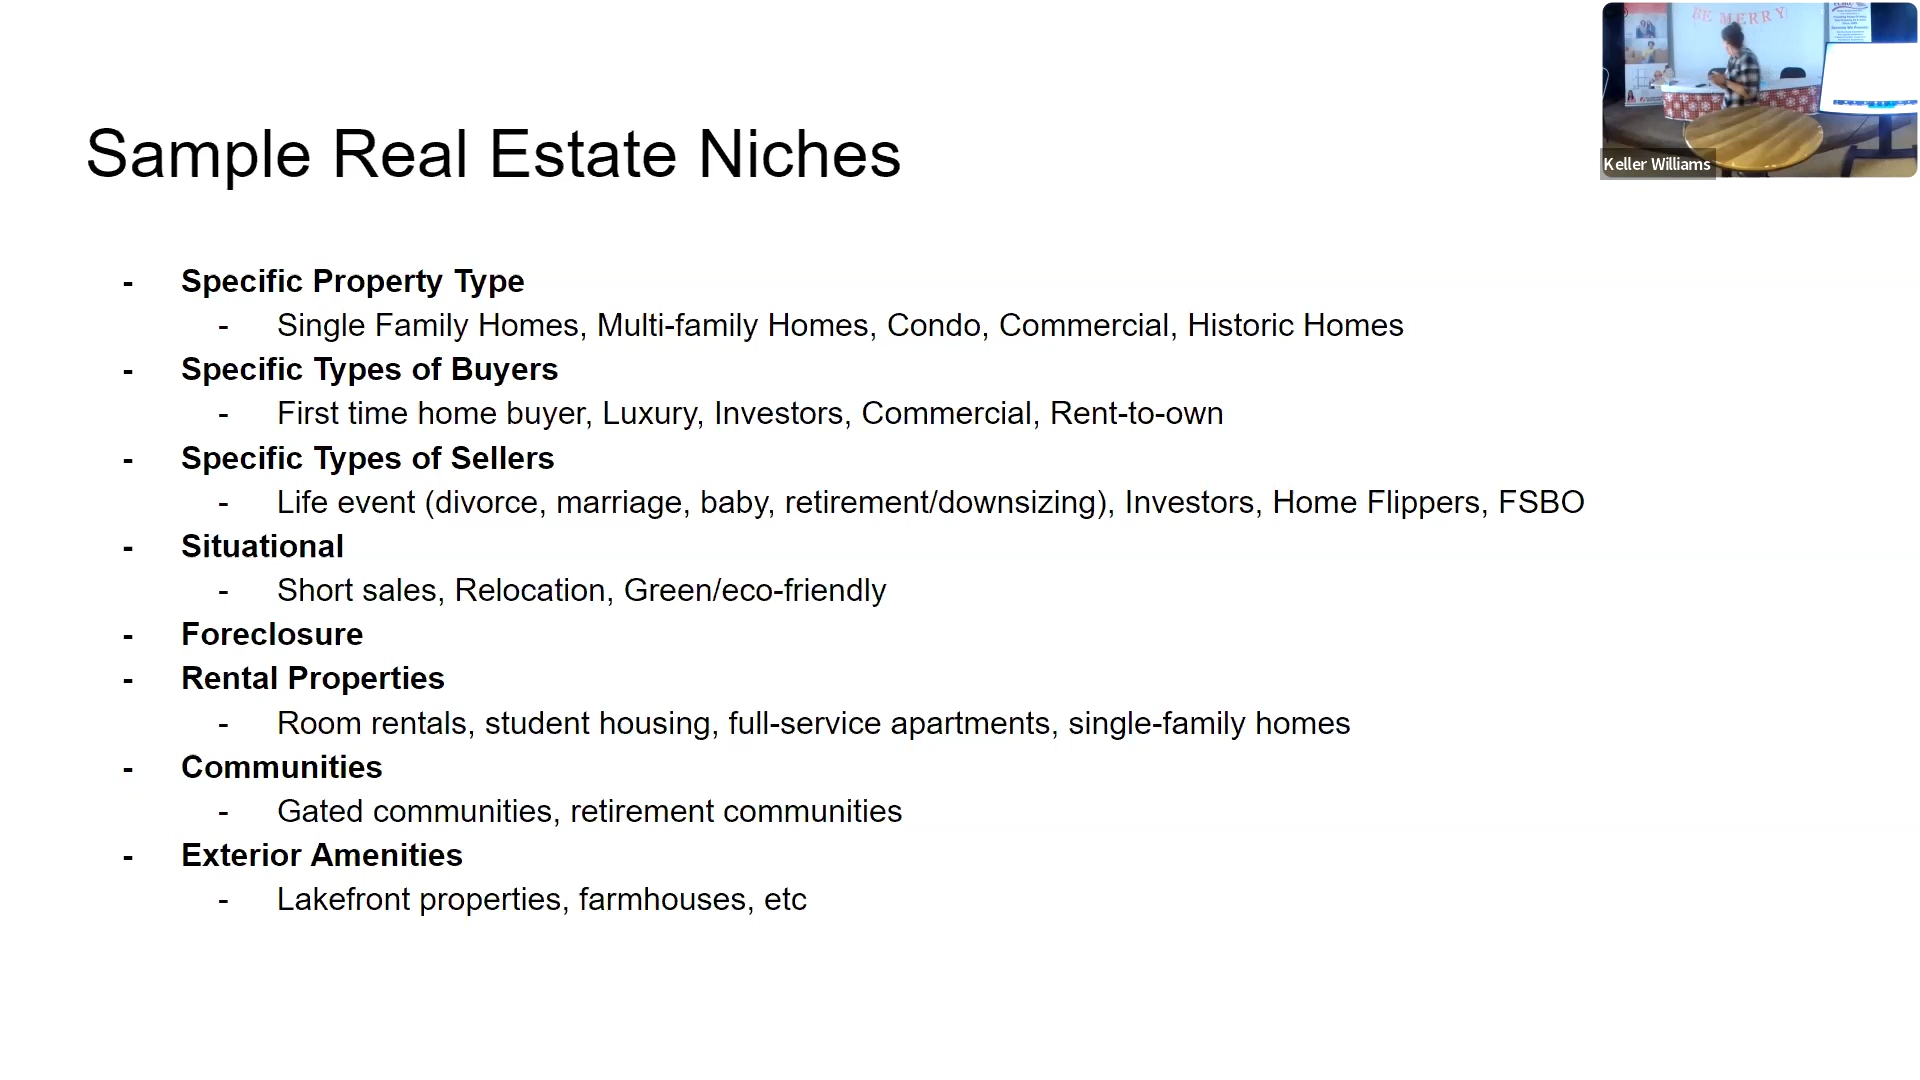 Sample Real Estate Niches
BE MERRY
Keller Williams
- Specific Property Type
- Single Family Homes, Multi-family Homes, Condo, Commercial, Historic Homes
- Specific Types of Buyers
- First time home buyer, Luxury, Investors, Commercial, Rent-to-own
- Specific Types of Sellers
- Life event (divorce, marriage, baby, retirement/downsizing), Investors, Home Flippers, FSBO
- Situational
- Short sales, Relocation, Green/eco-friendly
- Foreclosure
- Rental Properties
- Room rentals, student housing, full-service apartments, single-family homes
- Communities
- Gated communities, retirement communities
- Exterior Amenities
- Lakefront properties, farmhouses, etc